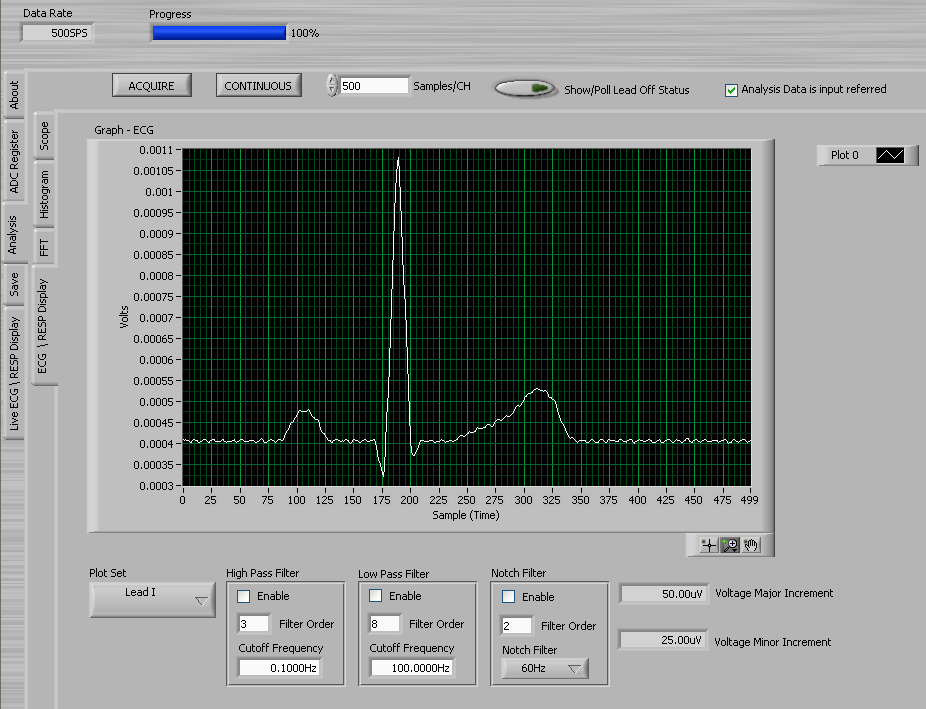 Data Rate
500SPS
Progress
100%
ACQUIRE
CONTINUOUS
500
Samples/CH
Show/Poll Lead Off Status
Analysis Data is input referred
About
ADC Register
Analysis
Save
Live ECG \ RESP Display
Scope
Histogram
FFT
ECG \ RESP Display
Graph - ECG
Plot 0
Volts
0.0011
0.00105
0.001
0.00095
0.0009
0.00085
0.0008
0.00075
0.0007
0.00065
0.0006
0.00055
0.0005
0.00045
0.0004
0.00035
0.0003
0 25 50 75 100 125 150 175 200 225 250 275 300 325 350 375 400 425 450 475 499
Sample (Time)
Plot Set
Lead I
High Pass Filter
Enable
3 Filter Order
Cutoff Frequency
0.1000Hz
Low Pass Filter
Enable
8 Filter Order
Cutoff Frequency
100.0000Hz
Notch Filter
Enable
2 Filter Order
Notch Filter
60Hz
50.00uV Voltage Major Increment
25.00uV Voltage Minor Increment